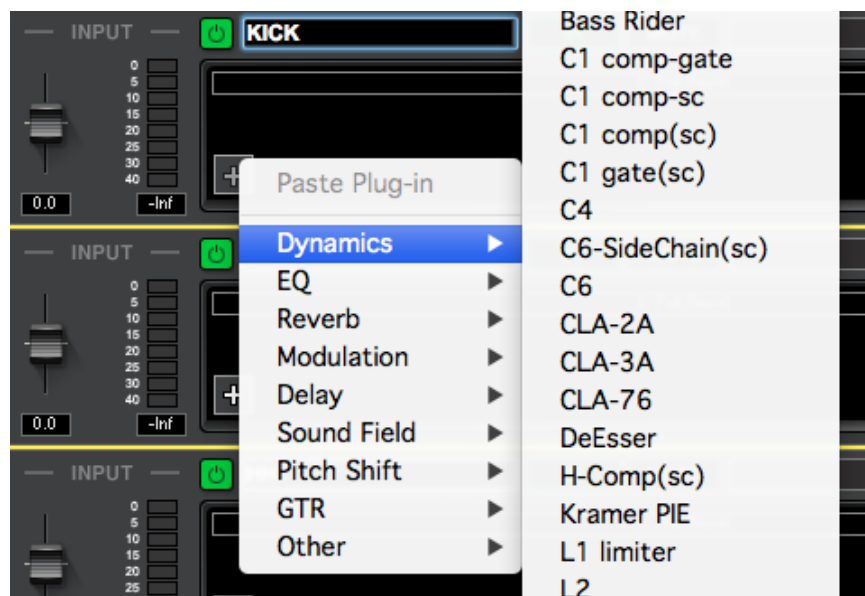 INPUT
KICK
0
5
10
15
20
25
30
40
0.0
-Inf
INPUT
0
5
10
15
20
25
30
40
0.0
-Inf
INPUT
0
5
10
15
20
25
Paste Plug-in
Dynamics
EQ
Reverb
Modulation
Delay
Sound Field
Pitch Shift
GTR
Other
Bass Rider
C1 comp-gate
C1 comp-sc
C1 comp(sc)
C1 gate(sc)
C4
C6-SideChain(sc)
C6
CLA-2A
CLA-3A
CLA-76
DeEsser
H-Comp(sc)
Kramer PIE
L1 limiter
L2